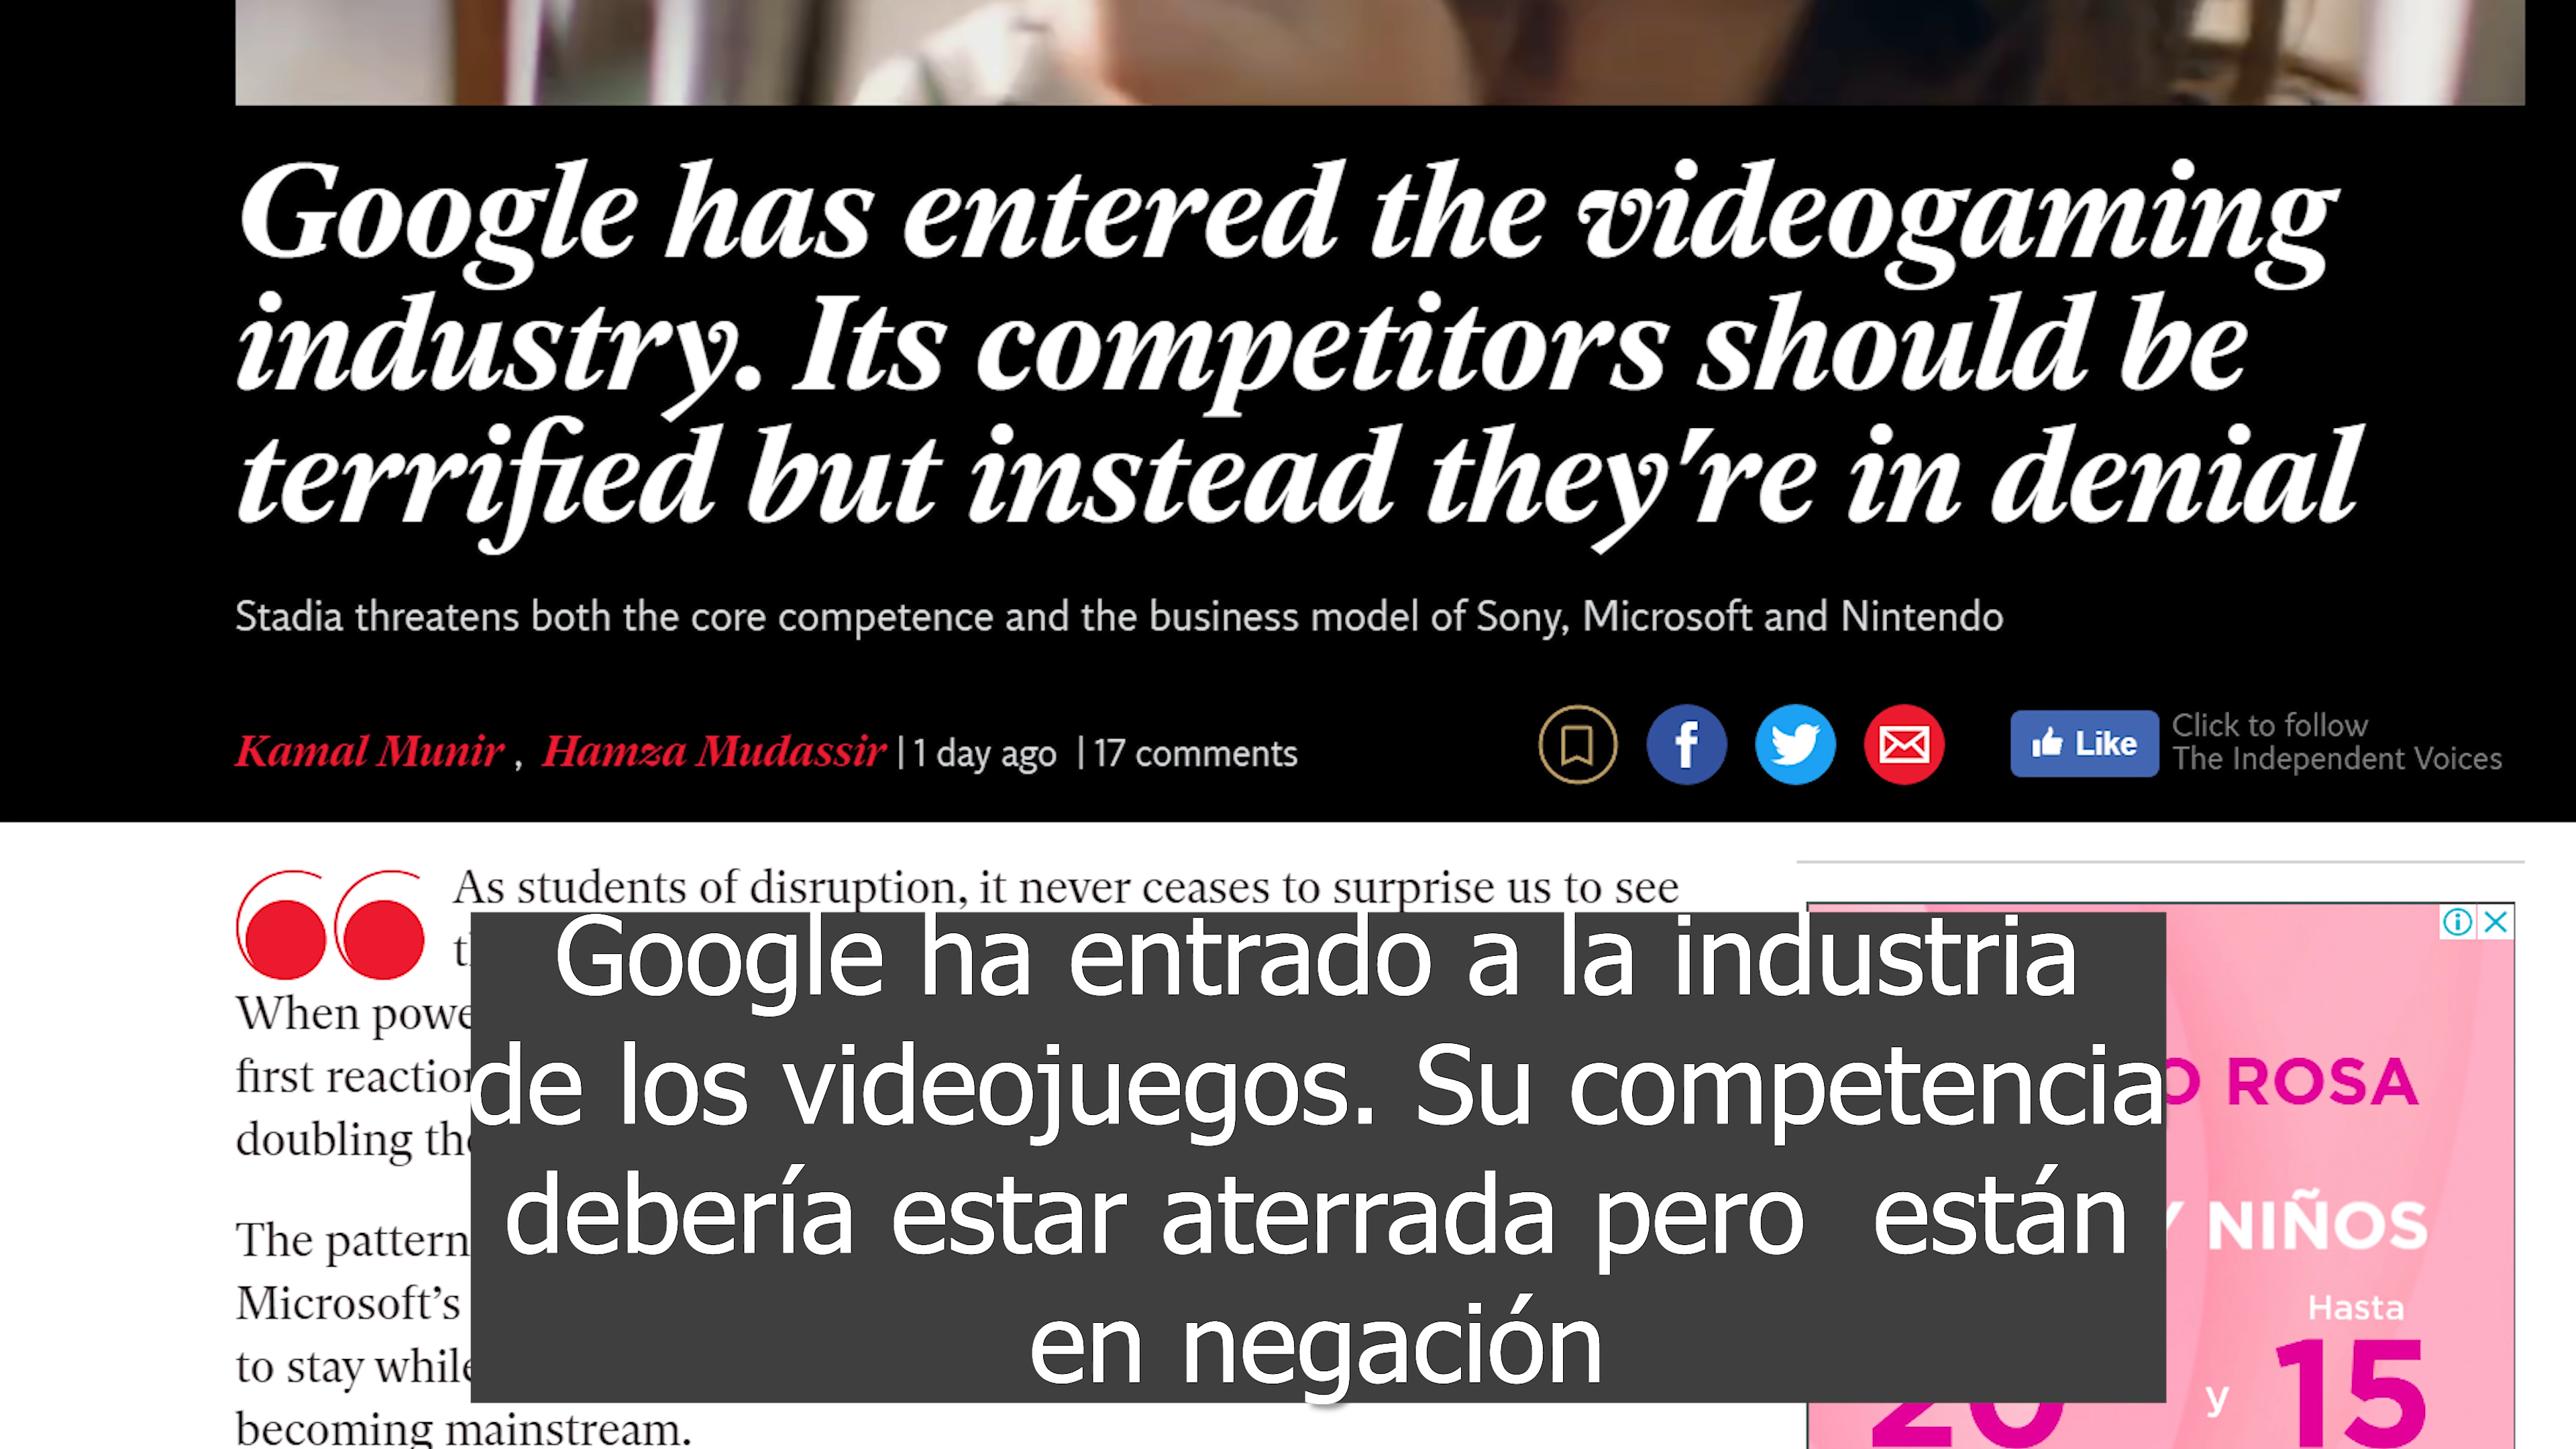 Google has entered the videogaming
industry. Its competitors should be
terrified but instead they're in denial
Stadia threatens both the core competence and the business model of Sony, Microsoft and Nintendo
Kamal Munir , Hamza Mudassir | 1 day ago | 17 comments
f
Like
Click to follow
The Independent Voices
As students of disruption, it never ceases to surprise us to see
When
first
doubling
The pattern
Microsoft's
to stay
becoming mainstream.
Google ha entrado a la industria
de los videojuegos. Su competencia
debería estar aterrada pero están
en negación
ROSA
Y NIÑOS
Hasta
20 y 15